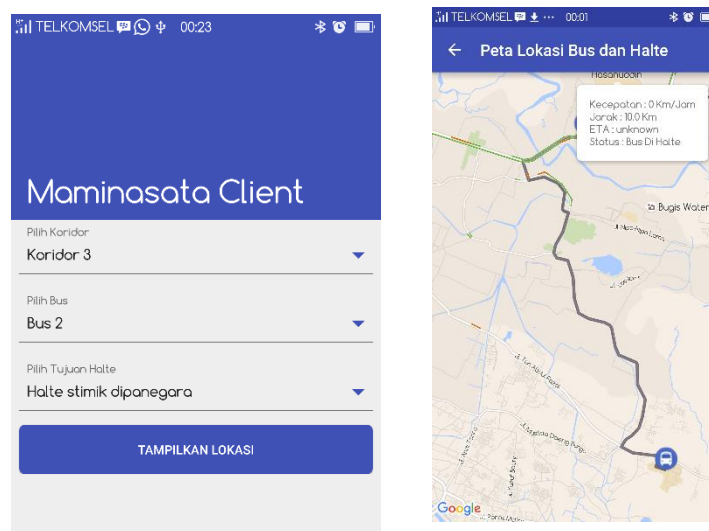 TELKOMSEL 00:23
Maminasata Client
Pilih Koridor
Koridor 3
Pilih Bus
Bus 2
Pilih Tujuan Halte
Halte stimik dipanegara
TAMPILKAN LOKASI
TELKOMSEL ··· 00:01
Peta Lokasi Bus dan Halte
Hasanuddin
Kecepatan : 0 Km/Jam
Jarak : 10.0 Km
ETA : unknown
Status : Bus Di Halte
Bugis Water
Google